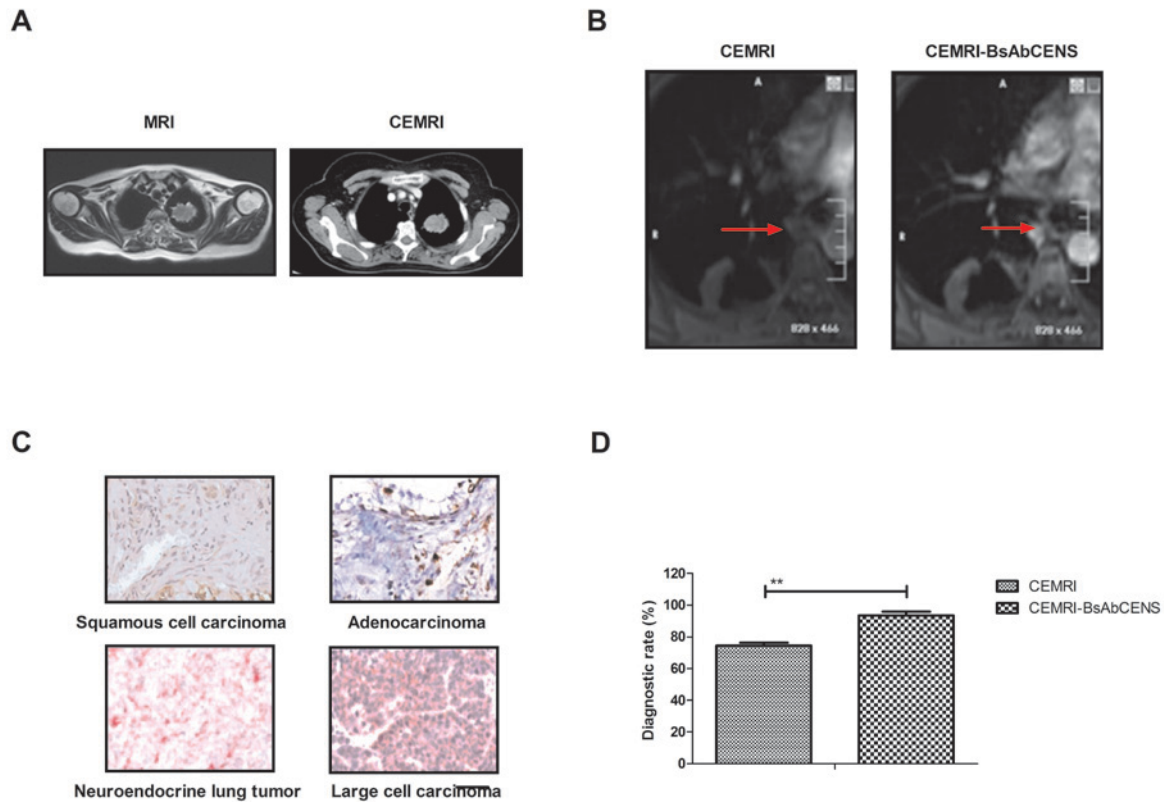 A
B
MRI
CEMRI
CEMRI
CEMRI-BsAbCENS
A
R
828 x 466
A
R
828 x 466
C
Squamous cell carcinoma
Adenocarcinoma
Neuroendocrine lung tumor
Large cell carcinoma
D
Diagnostic rate (%)
120
100
80
60
40
20
0
**
CEMRI
CEMRI-BsAbCENS